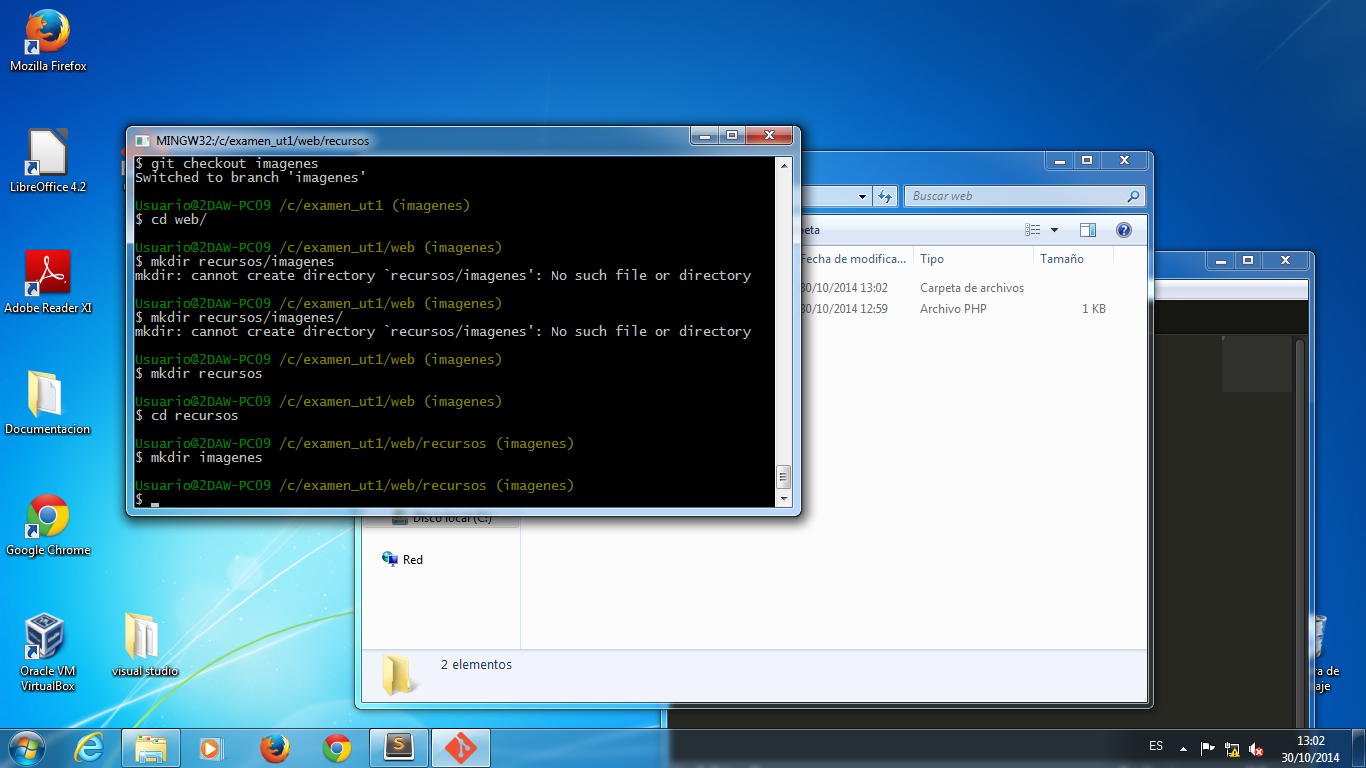 Mozilla Firefox
LibreOffice 4.2
Adobe Reader XI
Documentacion
Google Chrome
Oracle VM
VirtualBox
visual studio
MINGW32:/c/examen_ut1/web/recursos
$ git checkout imagenes
Switched to branch 'imagenes'
Usuario@2DAW-PC09 /c/examen_ut1 (imagenes)
$ cd web/
Usuario@2DAW-PC09 /c/examen_ut1/web (imagenes)
$ mkdir recursos/imagenes
mkdir: cannot create directory `recursos/imagenes': No such file or directory
Usuario@2DAW-PC09 /c/examen_ut1/web (imagenes)
$ mkdir recursos/imagenes/
mkdir: cannot create directory `recursos/imagenes': No such file or directory
Usuario@2DAW-PC09 /c/examen_ut1/web (imagenes)
$ mkdir recursos
Usuario@2DAW-PC09 /c/examen_ut1/web (imagenes)
$ cd recursos
Usuario@2DAW-PC09 /c/examen_ut1/web/recursos (imagenes)
$ mkdir imagenes
Usuario@2DAW-PC09 /c/examen_ut1/web/recursos (imagenes)
$
Buscar web
peta
Fecha de modifica... Tipo Tamaño
30/10/2014 13:02 Carpeta de archivos
30/10/2014 12:59 Archivo PHP 1 KB
Disco local (C:)
Red
2 elementos
ra de
aje
ES
13:02
30/10/2014